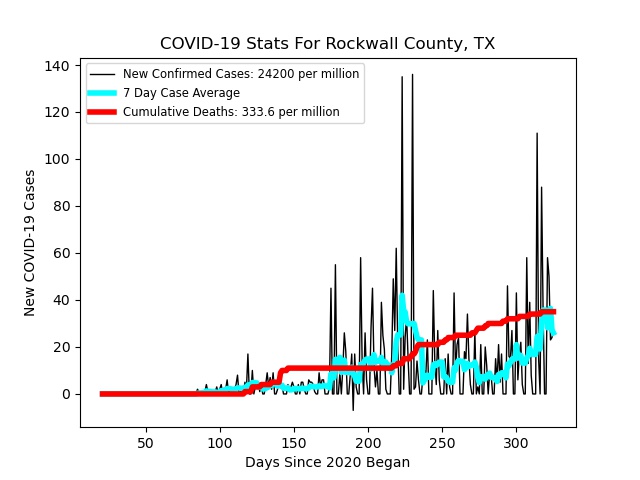 COVID-19 Stats For Rockwall County, TX
New Confirmed Cases: 24200 per million
7 Day Case Average
Cumulative Deaths: 333.6 per million
New COVID-19 Cases
140
120
100
80
60
40
20
0
50 100 150 200 250 300
Days Since 2020 Began